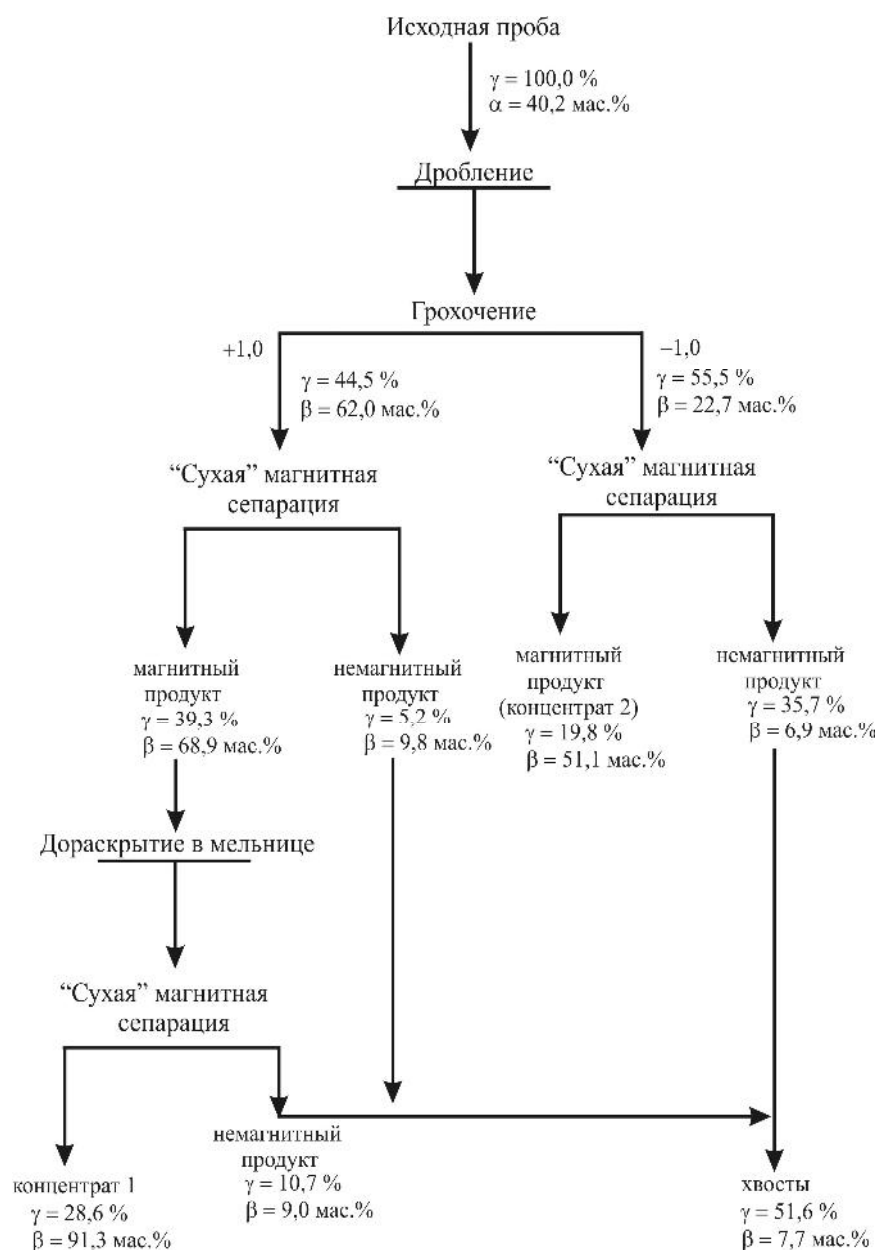 Исходная проба
γ = 100,0 %
α = 40,2 мас.%
Дробление
Грохочение
+1,0
γ = 44,5 %
β = 62,0 мас.%
−1,0
γ = 55,5 %
β = 22,7 мас.%
“Сухая” магнитная
сепарация
“Сухая” магнитная
сепарация
магнитный
продукт
γ = 39,3 %
β = 68,9 мас.%
немагнитный
продукт
γ = 5,2 %
β = 9,8 мас.%
магнитный
продукт
(концентрат 2)
γ = 19,8 %
β = 51,1 мас.%
немагнитный
продукт
γ = 35,7 %
β = 6,9 мас.%
Дораскрытие в мельнице
“Сухая” магнитная
сепарация
концентрат 1
γ = 28,6 %
β = 91,3 мас.%
немагнитный
продукт
γ = 10,7 %
β = 9,0 мас.%
хвосты
γ = 51,6 %
β = 7,7 мас.%